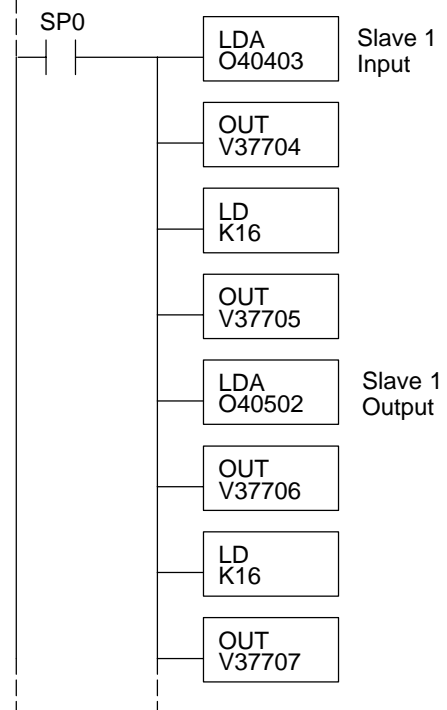 SP0
LDA
O40403
Slave 1
Input
OUT
V37704
LD
K16
OUT
V37705
LDA
O40502
Slave 1
Output
OUT
V37706
LD
K16
OUT
V37707